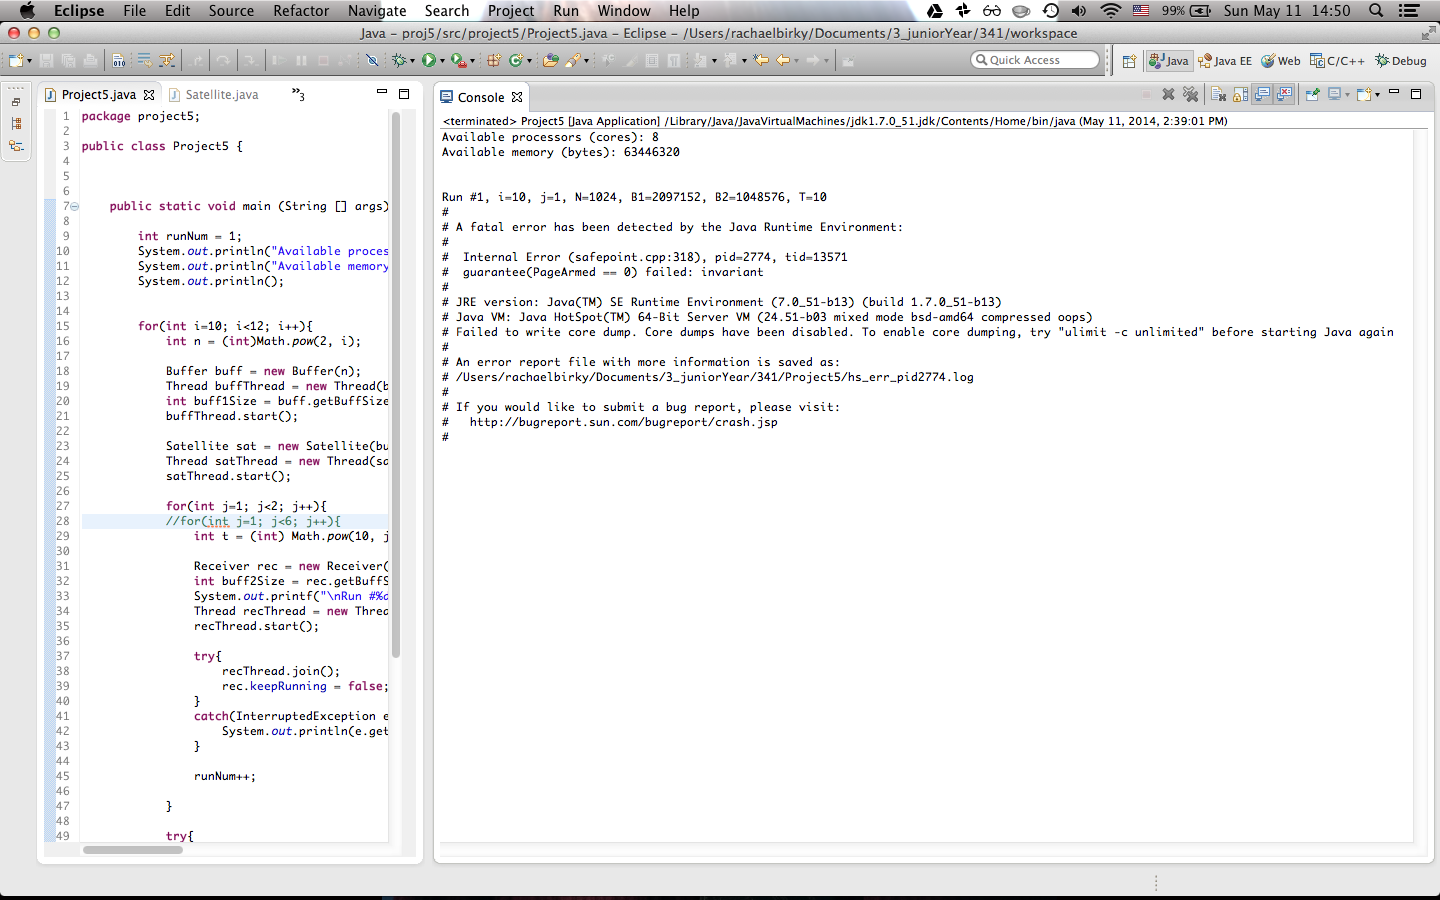 Eclipse File Edit Source Refactor Navigate Search Project Run Window Help 99% Sun May 11 14:50
Java – proj5/src/project5/Project5.java – Eclipse – /Users/rachaelbirky/Documents/3_juniorYear/341/workspace
Quick Access Java Java EE Web C/C++ Debug
Project5.java Satellite.java »3
1 package project5;
2
3 public class Project5 {
4
5
6
7 public static void main (String [] args)
8
9 int runNum = 1;
10 System.out.println("Available proces
11 System.out.println("Available memory
12 System.out.println();
13
14
15 for(int i=10; i<12; i++){
16 int n = (int)Math.pow(2, i);
17
18 Buffer buff = new Buffer(n);
19 Thread buffThread = new Thread(b
20 int buff1Size = buff.getBuffSize
21 buffThread.start();
22
23 Satellite sat = new Satellite(bu
24 Thread satThread = new Thread(sa
25 satThread.start();
26
27 for(int j=1; j<2; j++){
28 //for(int j=1; j<6; j++){
29 int t = (int) Math.pow(10, j
30
31 Receiver rec = new Receiver(
32 int buff2Size = rec.getBuffS
33 System.out.printf("\nRun #%d
34 Thread recThread = new Threa
35 recThread.start();
36
37 try{
38 recThread.join();
39 rec.keepRunning = false;
40 }
41 catch(InterruptedException e
42 System.out.println(e.get
43 }
44
45 runNum++;
46
47 }
48
49 try{
Console
<terminated> Project5 [Java Application] /Library/Java/JavaVirtualMachines/jdk1.7.0_51.jdk/Contents/Home/bin/java (May 11, 2014, 2:39:01 PM)
Available processors (cores): 8
Available memory (bytes): 63446320
Run #1, i=10, j=1, N=1024, B1=2097152, B2=1048576, T=10
#
# A fatal error has been detected by the Java Runtime Environment:
#
# Internal Error (safepoint.cpp:318), pid=2774, tid=13571
# guarantee(PageArmed == 0) failed: invariant
#
# JRE version: Java(TM) SE Runtime Environment (7.0_51-b13) (build 1.7.0_51-b13)
# Java VM: Java HotSpot(TM) 64-Bit Server VM (24.51-b03 mixed mode bsd-amd64 compressed oops)
# Failed to write core dump. Core dumps have been disabled. To enable core dumping, try "ulimit -c unlimited" before starting Java again
#
# An error report file with more information is saved as:
# /Users/rachaelbirky/Documents/3_juniorYear/341/Project5/hs_err_pid2774.log
#
# If you would like to submit a bug report, please visit:
# http://bugreport.sun.com/bugreport/crash.jsp
#